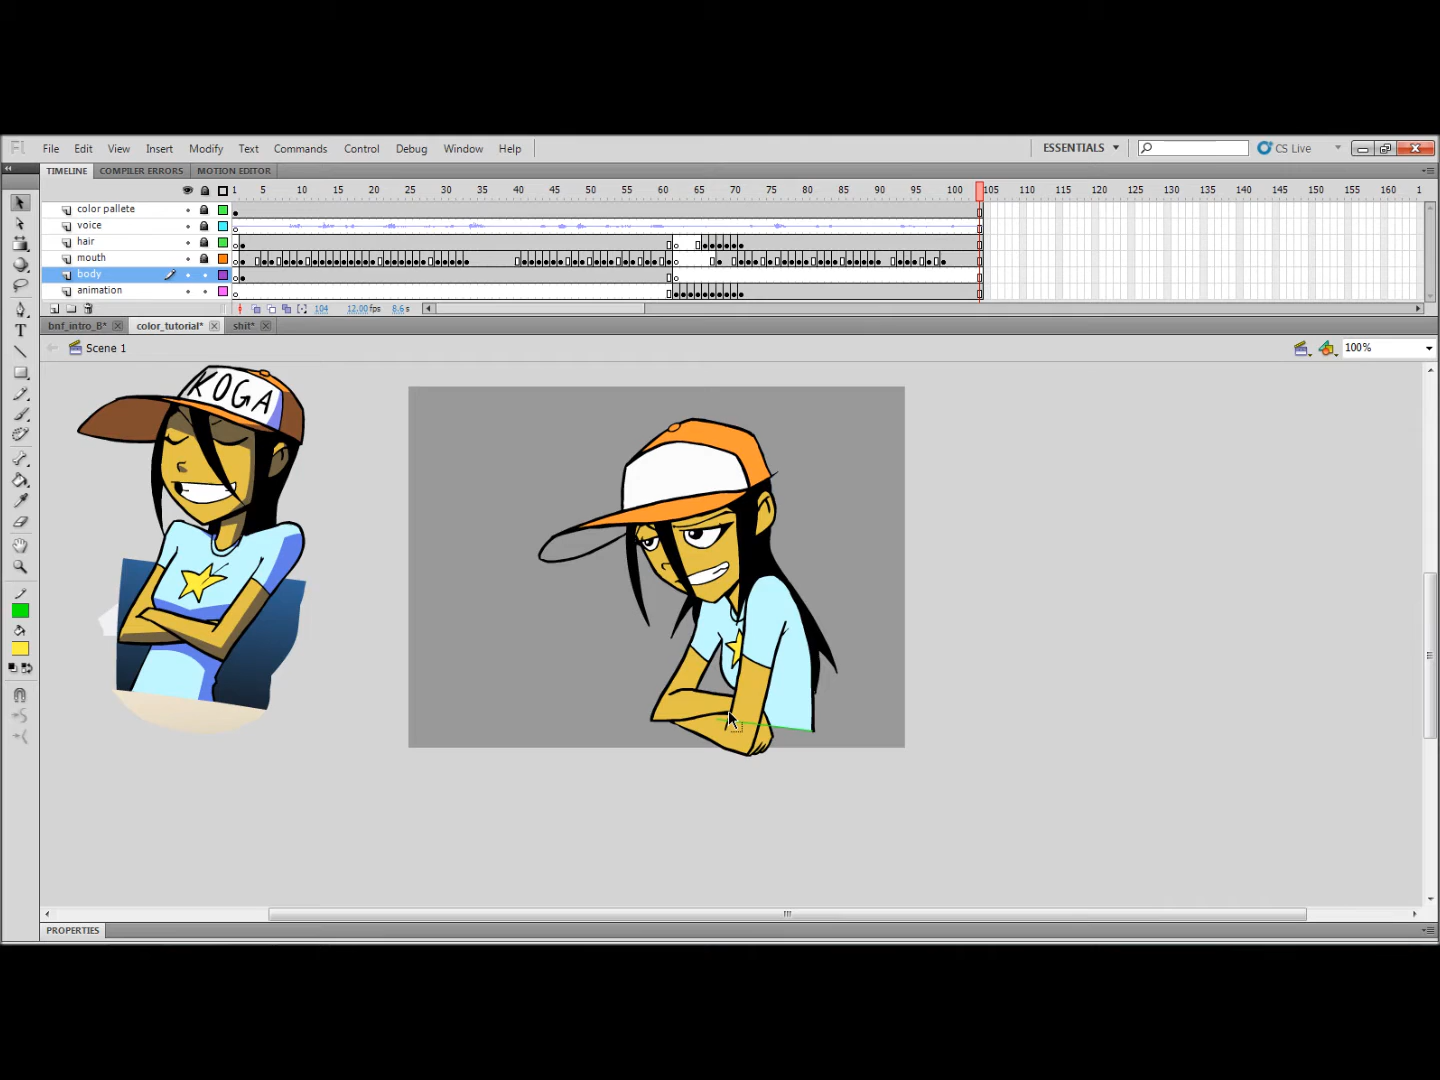 Fl File Edit View Insert Modify Text Commands Control Debug Window Help ESSENTIALS CS Live
TIMELINE COMPILER ERRORS MOTION EDITOR
1 5 10 15 20 25 30 35 40 45 50 55 60 65 70 75 80 85 90 95 100 105 110 115 120 125 130 135 140 145 150 155 160 1
color pallete
voice
hair
mouth
body
animation
104 12.00 fps 8.6 s
bnf_intro_B* color_tutorial* shit*
Scene 1 100%
KOGA
T
PROPERTIES